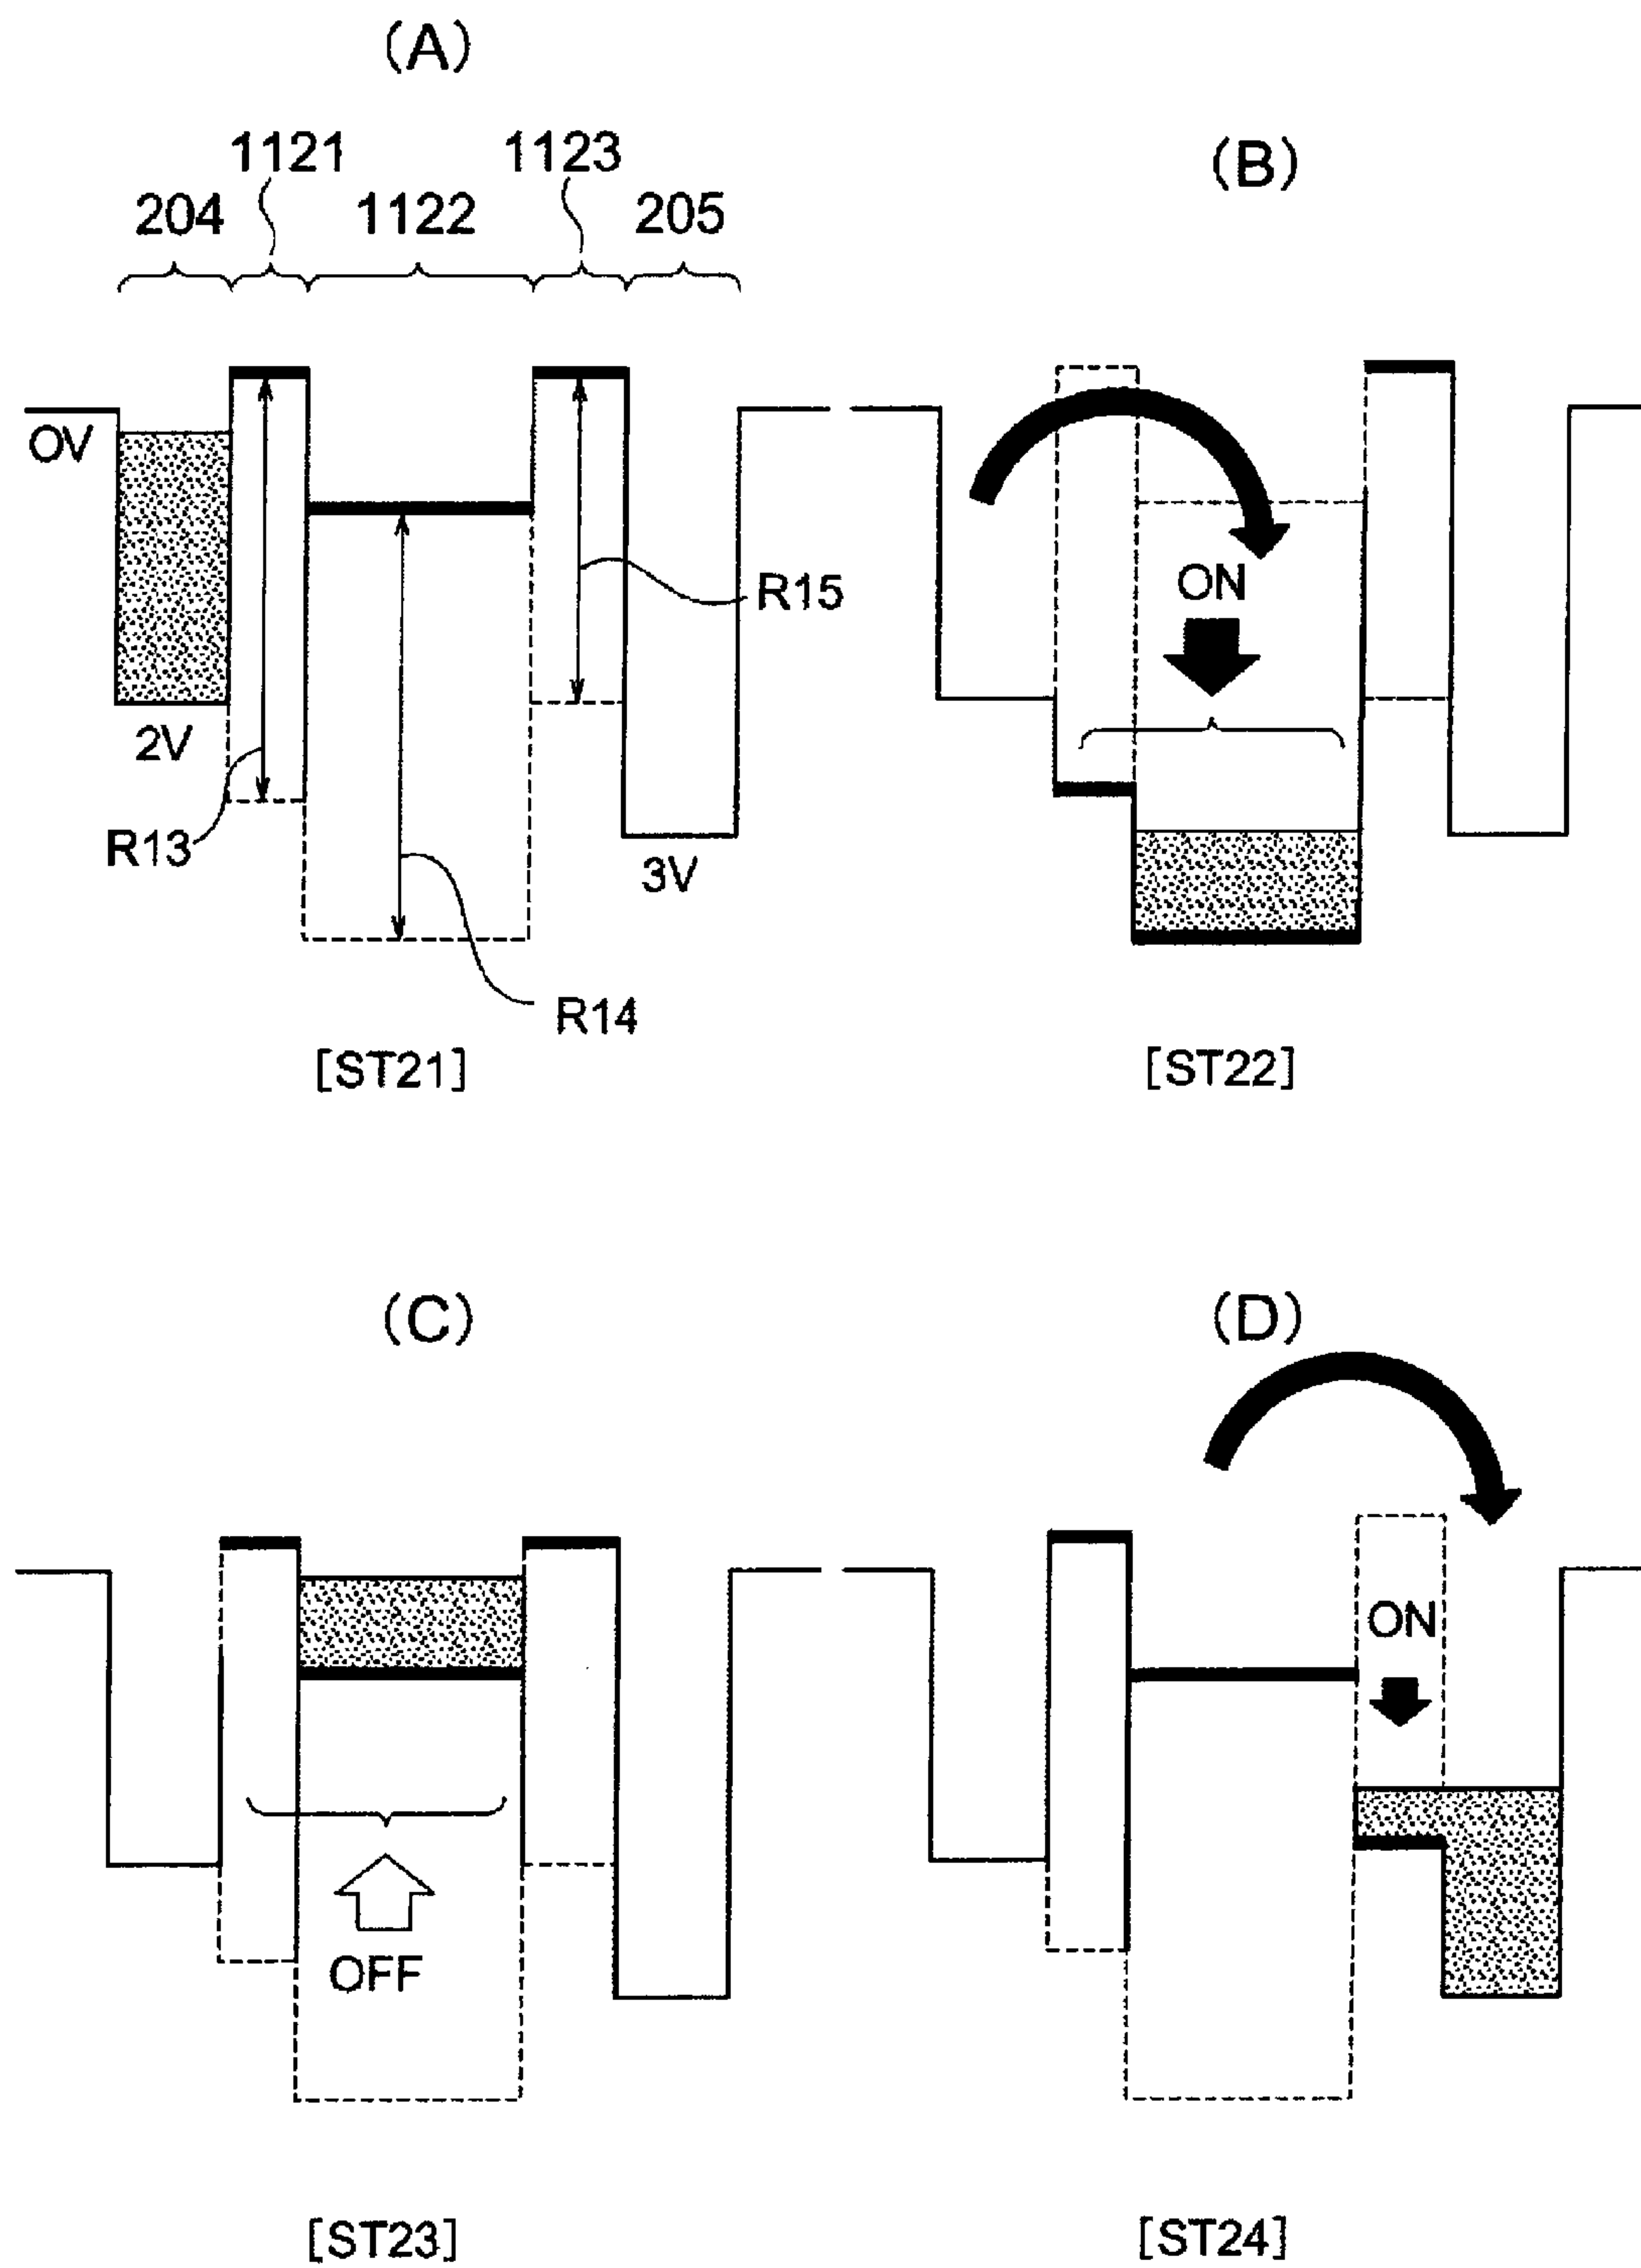 (A)
(B)
1121 1123
204 1122 205
0V
R15
ON
2V
R13
3V
R14
[ST21]
[ST22]
(C)
(D)
ON
OFF
[ST23]
[ST24]